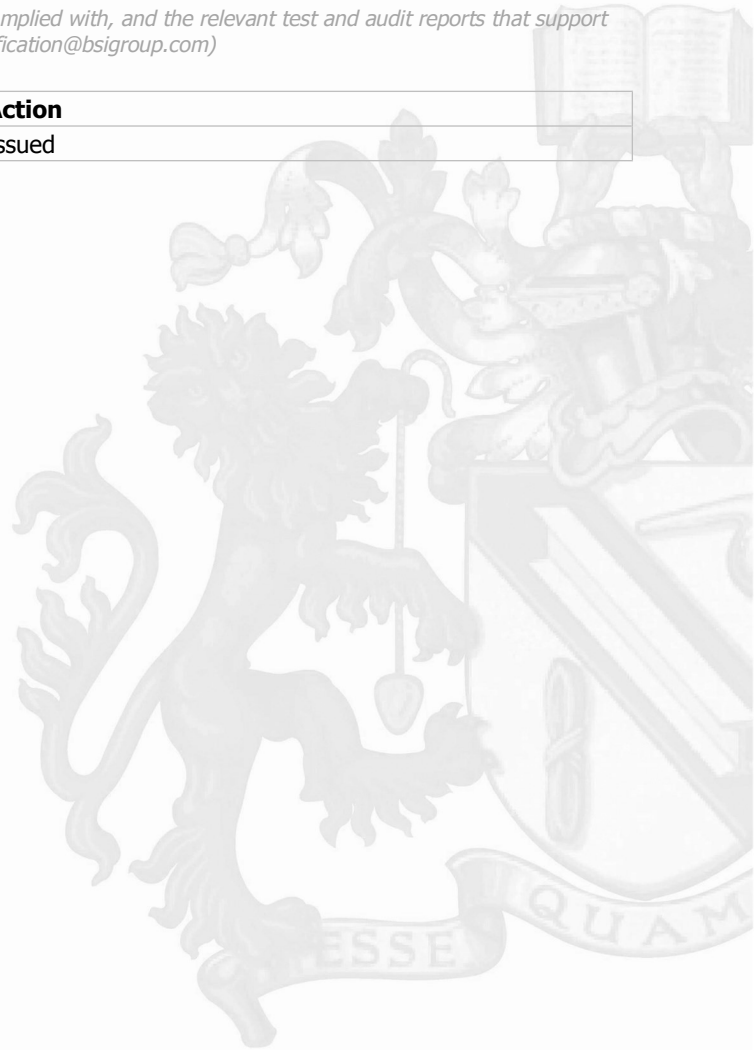 mplied with, and the relevant test and audit reports that support
fication@bsigroup.com)
Action
ssued
ESSE
QUAM